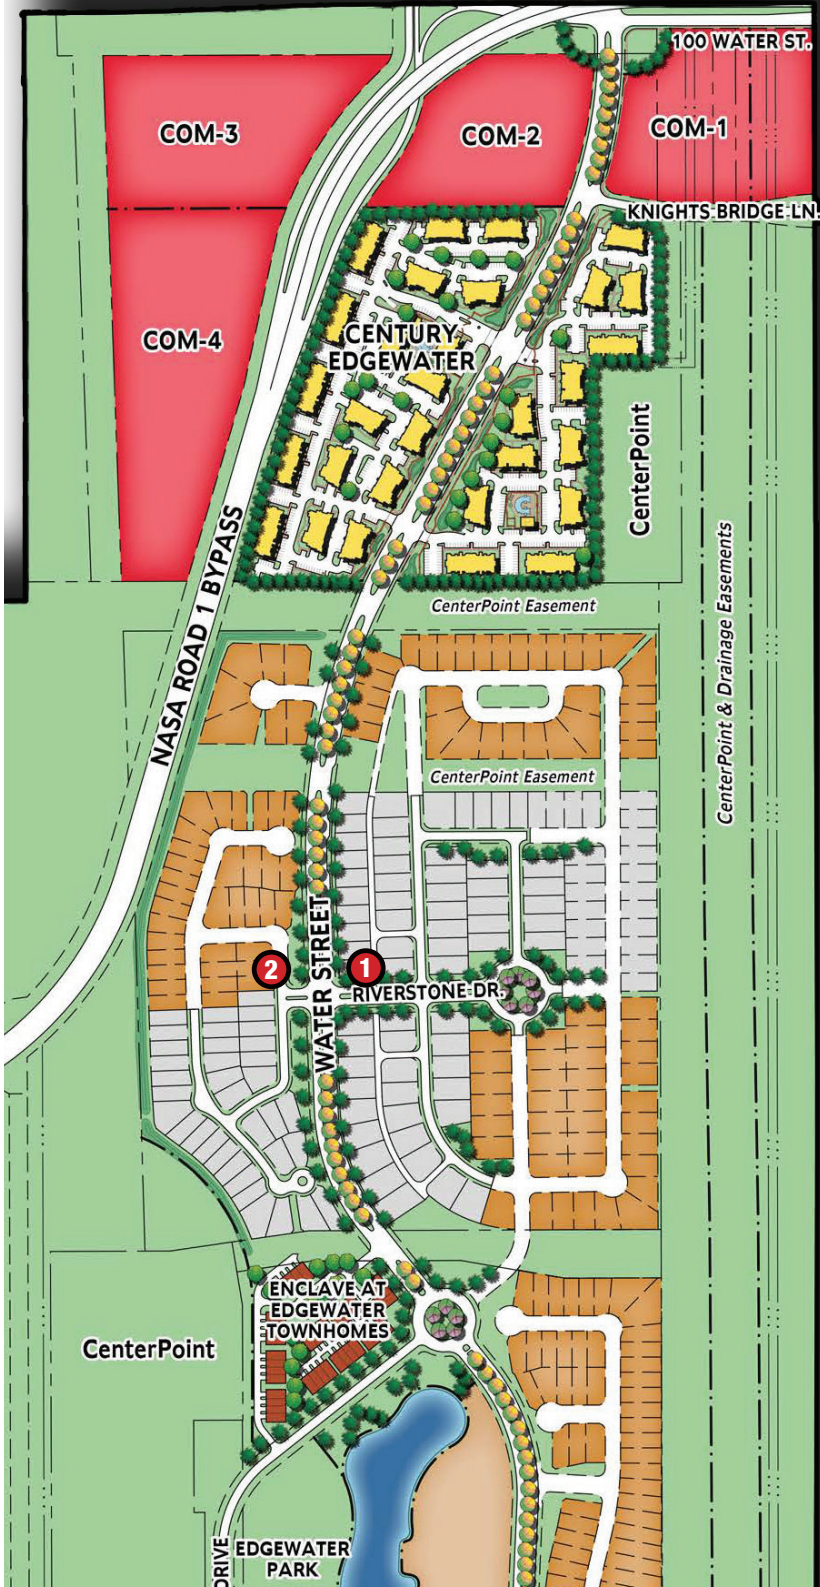 100 WATER ST.
COM-3
COM-2
COM-1
KNIGHTS BRIDGE LN.
COM-4
CENTURY
EDGEWATER
CenterPoint
NASA ROAD 1 BYPASS
CenterPoint Easement
CenterPoint & Drainage Easements
CenterPoint Easement
WATER STREET
2
1
RIVERSTONE DR.
ENCLAVE AT
EDGEWATER
TOWNHOMES
CenterPoint
DRIVE
EDGEWATER
PARK